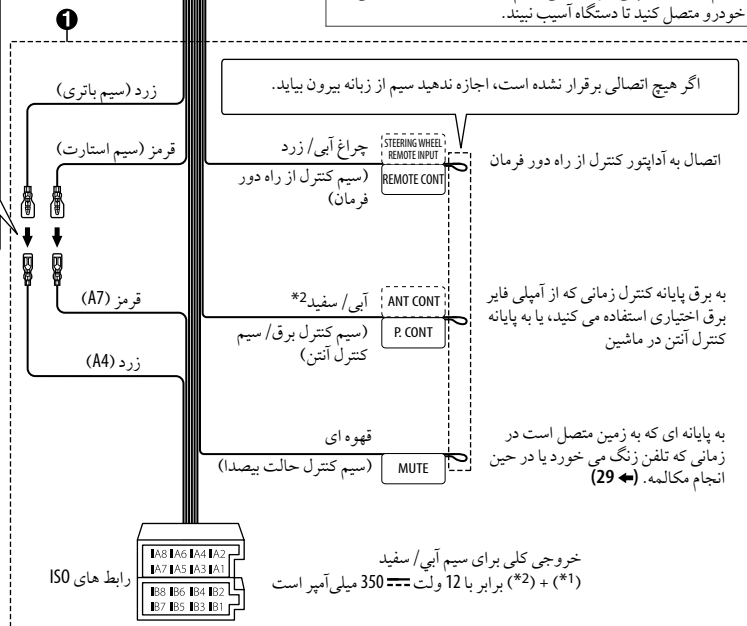 خودرو متصل کنید تا دستگاه آسیب نبیند.
1
اگر هیچ اتصالی برقرار نشده است، اجازه ندهید سیم از زبانه بیرون بیاید.
زرد (سیم باتری)
قرمز (سیم استارت)
چراغ آبی/ زرد
(سیم کنترل از راه دور
فرمان)
STEERING WHEEL
REMOTE INPUT
REMOTE CONT
اتصال به آداپتور کنترل از راه دور فرمان
قرمز (A7)
زرد (A4)
آبی/ سفید2*
(سیم کنترل برق/ سیم
کنترل آنتن)
ANT CONT
P. CONT
به برق پایانه کنترل زمانی که از آمپلی فایر
برق اختیاری استفاده می کنید، یا به پایانه
کنترل آنتن در ماشین
قهوه ای
(سیم کنترل حالت بیصدا)
MUTE
به پایانه ای که به زمین متصل است در
زمانی که تلفن زنگ می خورد یا در حین
انجام مکالمه. (➜ 29)
A8 A6 A4 A2
A7 A5 A3 A1
B8 B6 B4 B2
B7 B5 B3 B1
رابط های ISO
خروجی کلی برای سیم آبي/ سفید
(1*) + (2*) برابر با 12 ولت ⎓ 350 میلی‌آمپر است